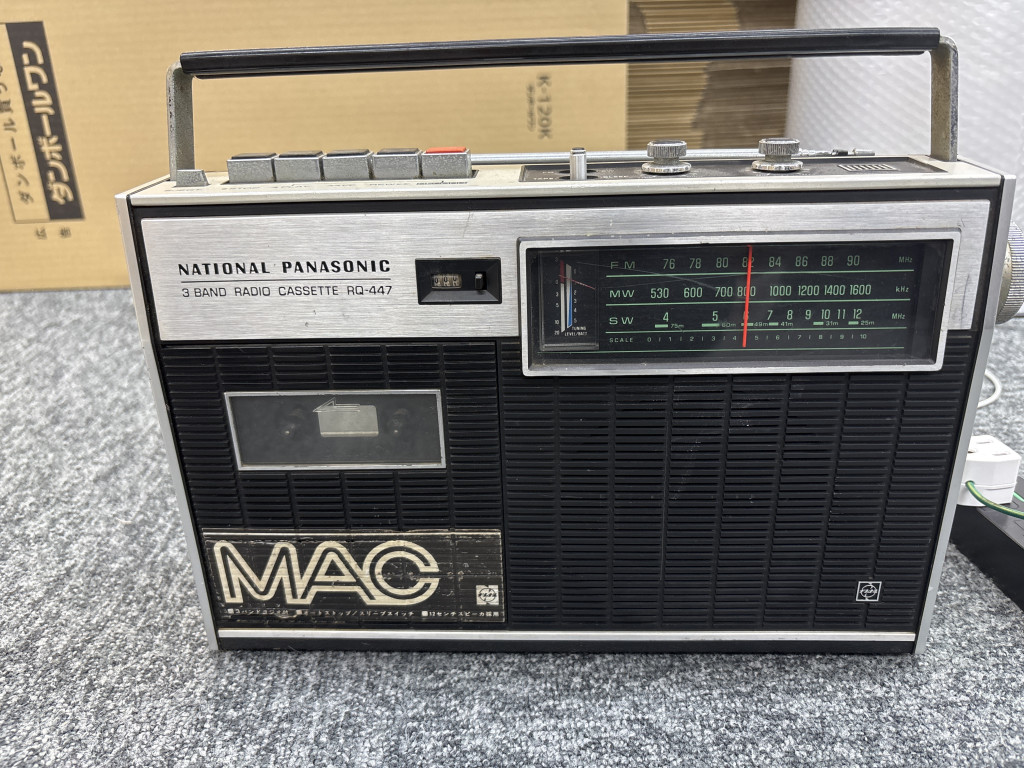 ダンボールワン
K-120K
NATIONAL PANASONIC
3 BAND RADIO CASSETTE RQ-447
FM 76 78 80 82 84 86 88 90 MHz
MW 530 600 700 800 1000 1200 1400 1600 kHz
SW 4 5 6 7 8 9 10 11 12 MHz
75m 60m 49m 41m 31m 25m
TUNING
LEVEL/BATT
SCALE 0 1 2 3 4 5 6 7 8 9 10
MAC